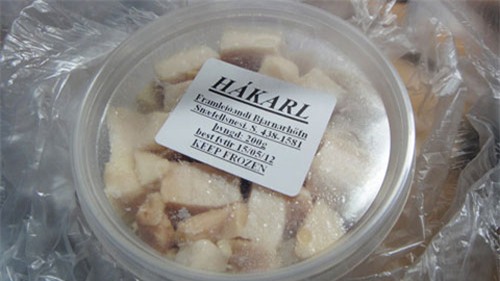 HÁKARL
Framleiðandi Bjarnarhöfn
Snæfellsnesi. S. 438-1581
þyngd: 200g
best fyrir 15/05/12
KEEP FROZEN